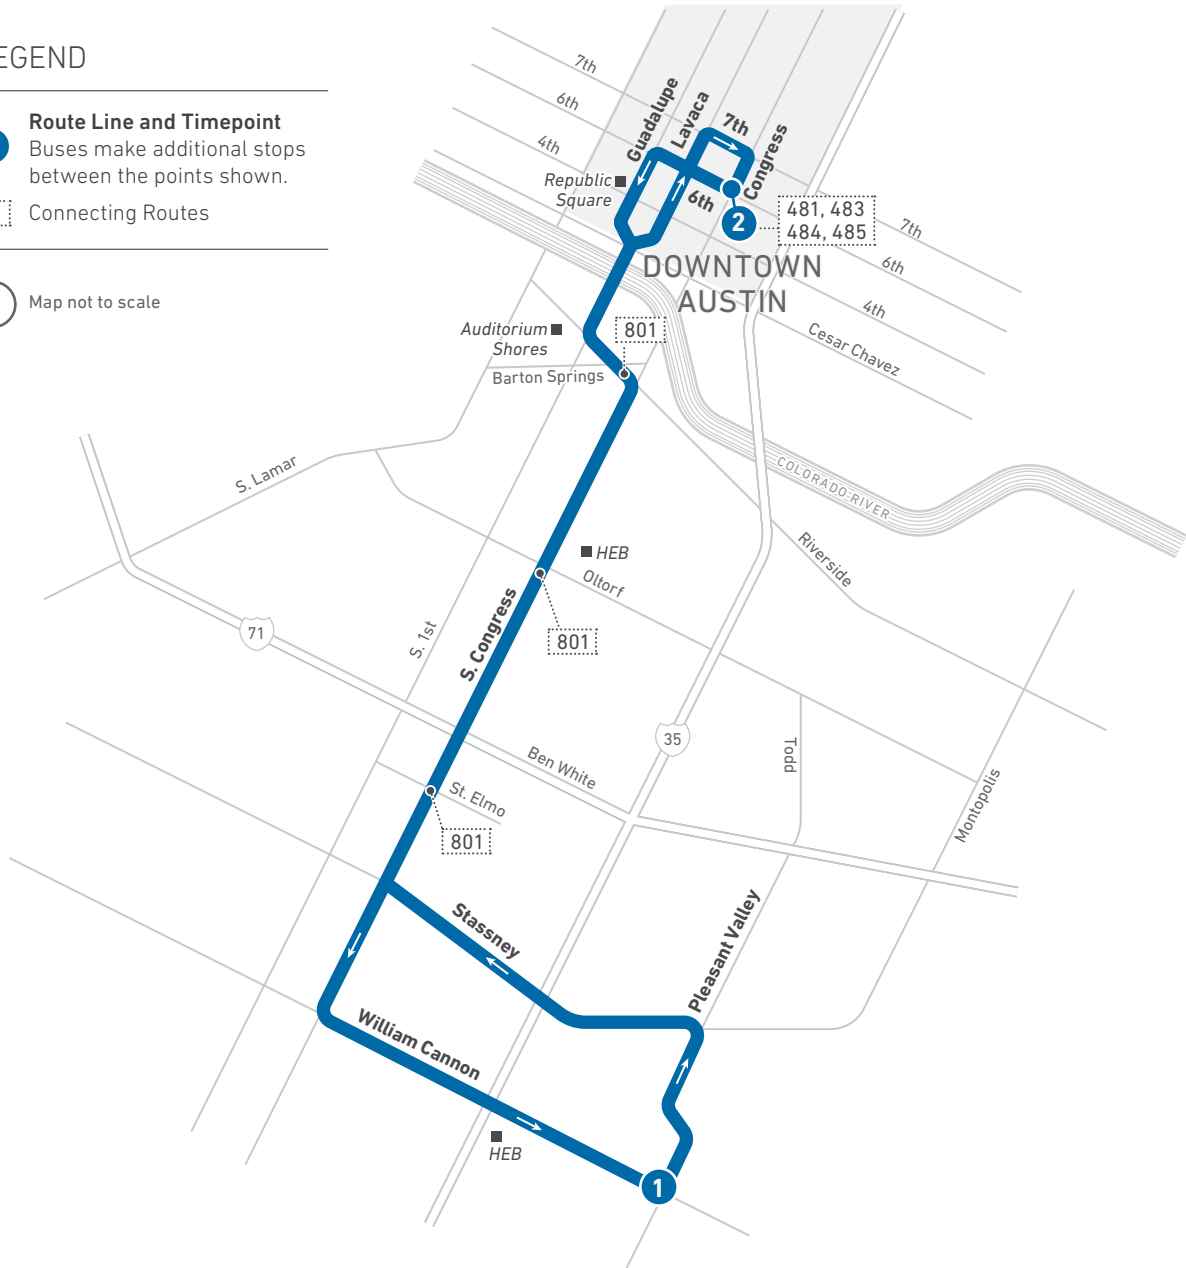 EGEND
Route Line and Timepoint
Buses make additional stops
between the points shown.
Connecting Routes
Map not to scale
7th
6th
4th
Guadalupe
Lavaca
7th
Congress
Republic
Square
6th
2
481, 483
484, 485
7th
6th
4th
Cesar Chavez
DOWNTOWN
AUSTIN
Auditorium
Shores
801
Barton Springs
COLORADO RIVER
S. Lamar
Riverside
HEB
Oltorf
801
S. 1st
S. Congress
71
35
Ben White
Todd
Montopolis
St. Elmo
801
Stassney
Pleasant Valley
William Cannon
HEB
1